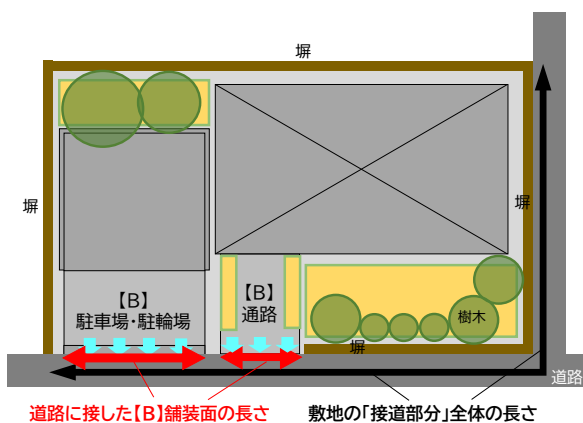 塀
塀
塀
【B】
駐車場・駐輪場
【B】
通路
樹木
塀
道路
道路に接した【B】舗装面の長さ
敷地の「接道部分」全体の長さ